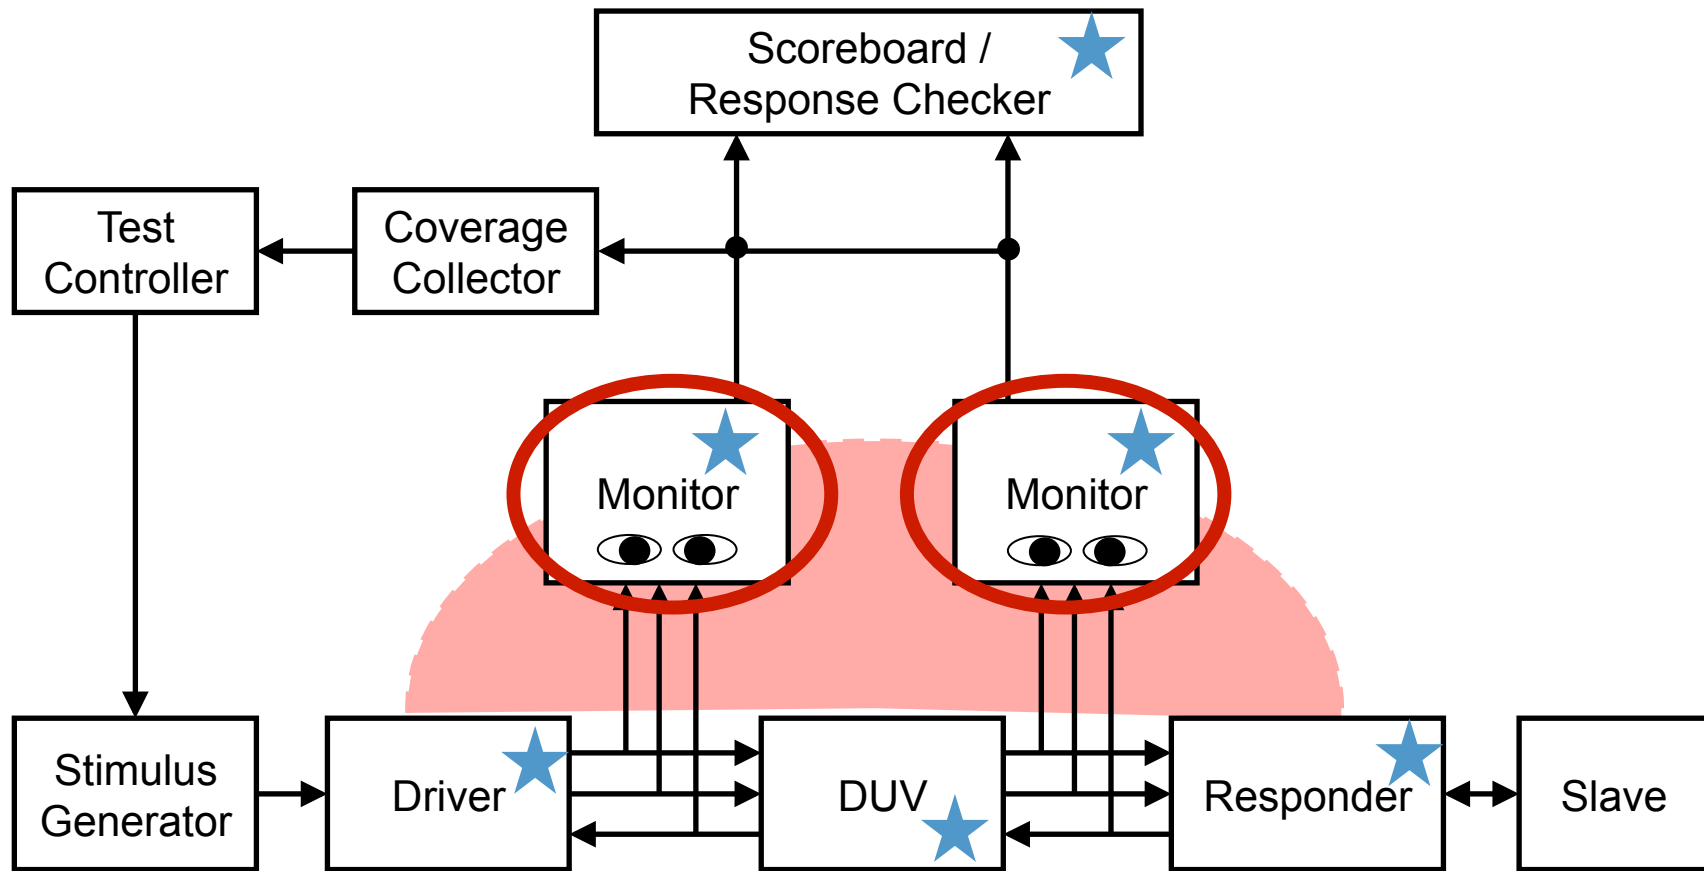 Scoreboard /
Response Checker
Test
Controller
Coverage
Collector
Monitor
Monitor
Stimulus
Generator
Driver
DUV
Responder
Slave